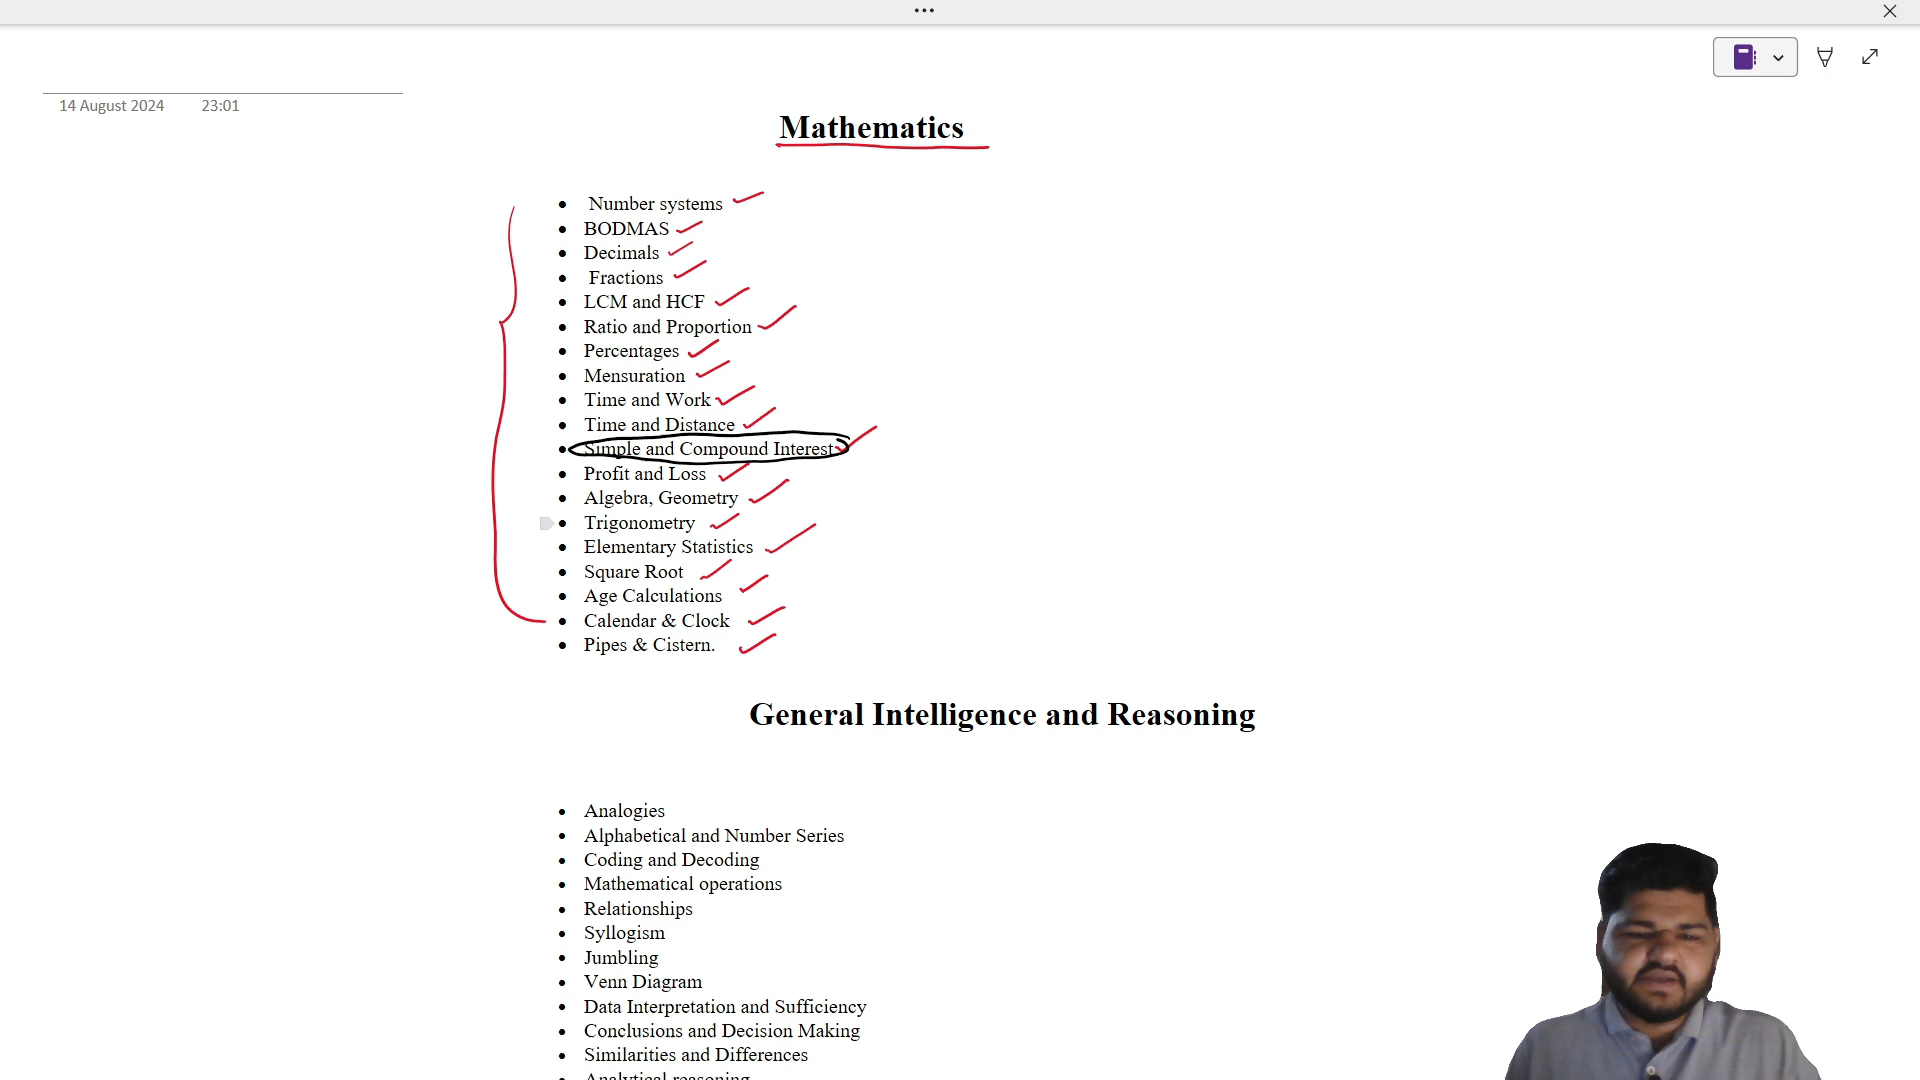 14 August 2024 23:01
Mathematics
• Number systems
• BODMAS
• Decimals
• Fractions
• LCM and HCF
• Ratio and Proportion
• Percentages
• Mensuration
• Time and Work
• Time and Distance
• Simple and Compound Interest
• Profit and Loss
• Algebra, Geometry
• Trigonometry
• Elementary Statistics
• Square Root
• Age Calculations
• Calendar & Clock
• Pipes & Cistern.
General Intelligence and Reasoning
• Analogies
• Alphabetical and Number Series
• Coding and Decoding
• Mathematical operations
• Relationships
• Syllogism
• Jumbling
• Venn Diagram
• Data Interpretation and Sufficiency
• Conclusions and Decision Making
• Similarities and Differences
• Analytical reasoning